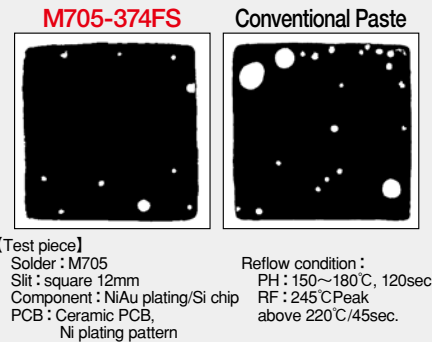 M705-374FS
Conventional Paste
【Test piece】
Solder：M705
Slit：square 12mm
Component：NiAu plating/Si chip
PCB：Ceramic PCB,
Ni plating pattern
Reflow condition：
PH：150～180℃, 120sec
RF：245℃Peak
above 220℃/45sec.